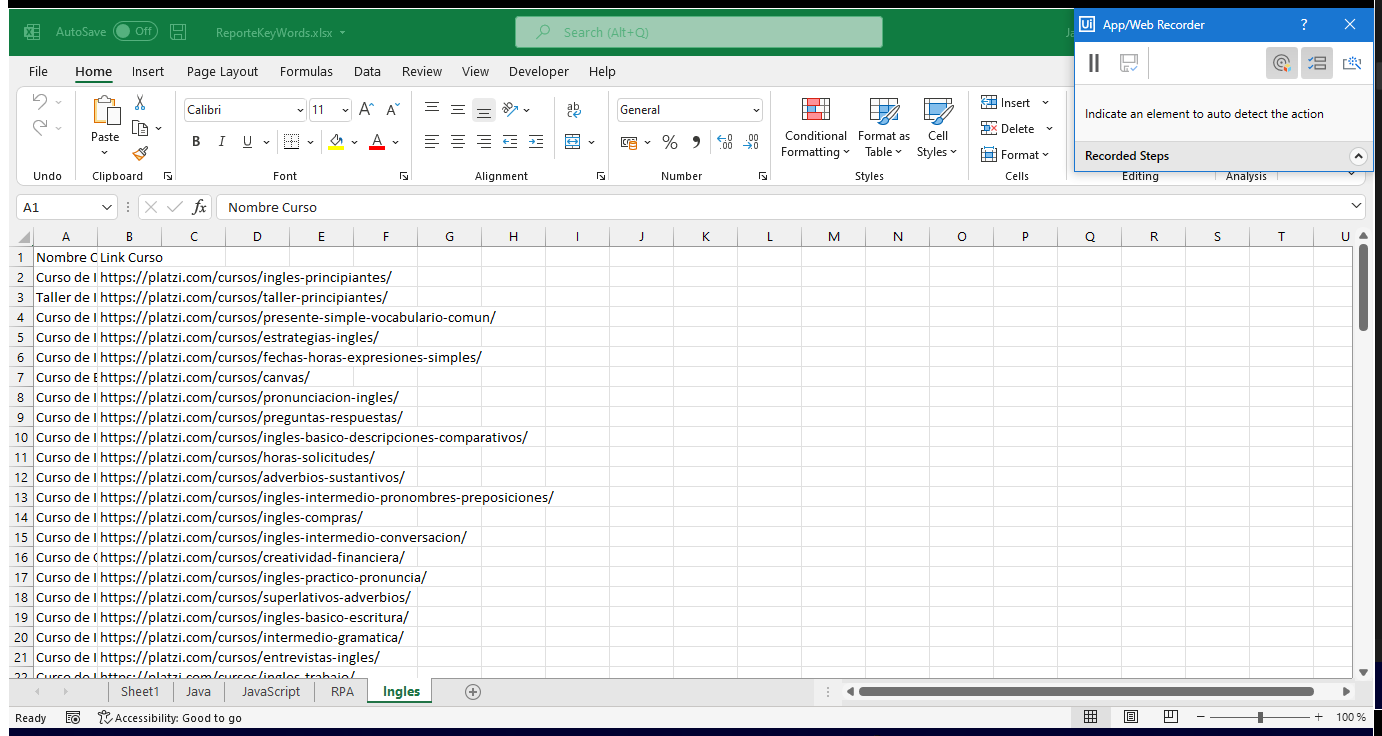 AutoSave Off ReporteKeyWords.xlsx Search (Alt+Q)
App/Web Recorder ?
File Home Insert Page Layout Formulas Data Review View Developer Help
Indicate an element to auto detect the action
Recorded Steps
Paste
Calibri 11
B I U
General
Conditional Formatting
Format as Table
Cell Styles
Insert
Delete
Format
Undo Clipboard Font Alignment Number Styles Cells Editing Analysis
A1 fx Nombre Curso
A B C D E F G H I J K L M N O P Q R S T U
1 Nombre C Link Curso
2 Curso de I https://platzi.com/cursos/ingles-principiantes/
3 Taller de I https://platzi.com/cursos/taller-principiantes/
4 Curso de I https://platzi.com/cursos/presente-simple-vocabulario-comun/
5 Curso de I https://platzi.com/cursos/estrategias-ingles/
6 Curso de I https://platzi.com/cursos/fechas-horas-expresiones-simples/
7 Curso de E https://platzi.com/cursos/canvas/
8 Curso de I https://platzi.com/cursos/pronunciacion-ingles/
9 Curso de I https://platzi.com/cursos/preguntas-respuestas/
10 Curso de I https://platzi.com/cursos/ingles-basico-descripciones-comparativos/
11 Curso de I https://platzi.com/cursos/horas-solicitudes/
12 Curso de I https://platzi.com/cursos/adverbios-sustantivos/
13 Curso de I https://platzi.com/cursos/ingles-intermedio-pronombres-preposiciones/
14 Curso de I https://platzi.com/cursos/ingles-compras/
15 Curso de I https://platzi.com/cursos/ingles-intermedio-conversacion/
16 Curso de C https://platzi.com/cursos/creatividad-financiera/
17 Curso de I https://platzi.com/cursos/ingles-practico-pronuncia/
18 Curso de I https://platzi.com/cursos/superlativos-adverbios/
19 Curso de I https://platzi.com/cursos/ingles-basico-escritura/
20 Curso de I https://platzi.com/cursos/intermedio-gramatica/
21 Curso de I https://platzi.com/cursos/entrevistas-ingles/
22 Curso de I https://platzi.com/cursos/ingles-trabajo/
Sheet1 Java JavaScript RPA Ingles
Ready Accessibility: Good to go 100 %